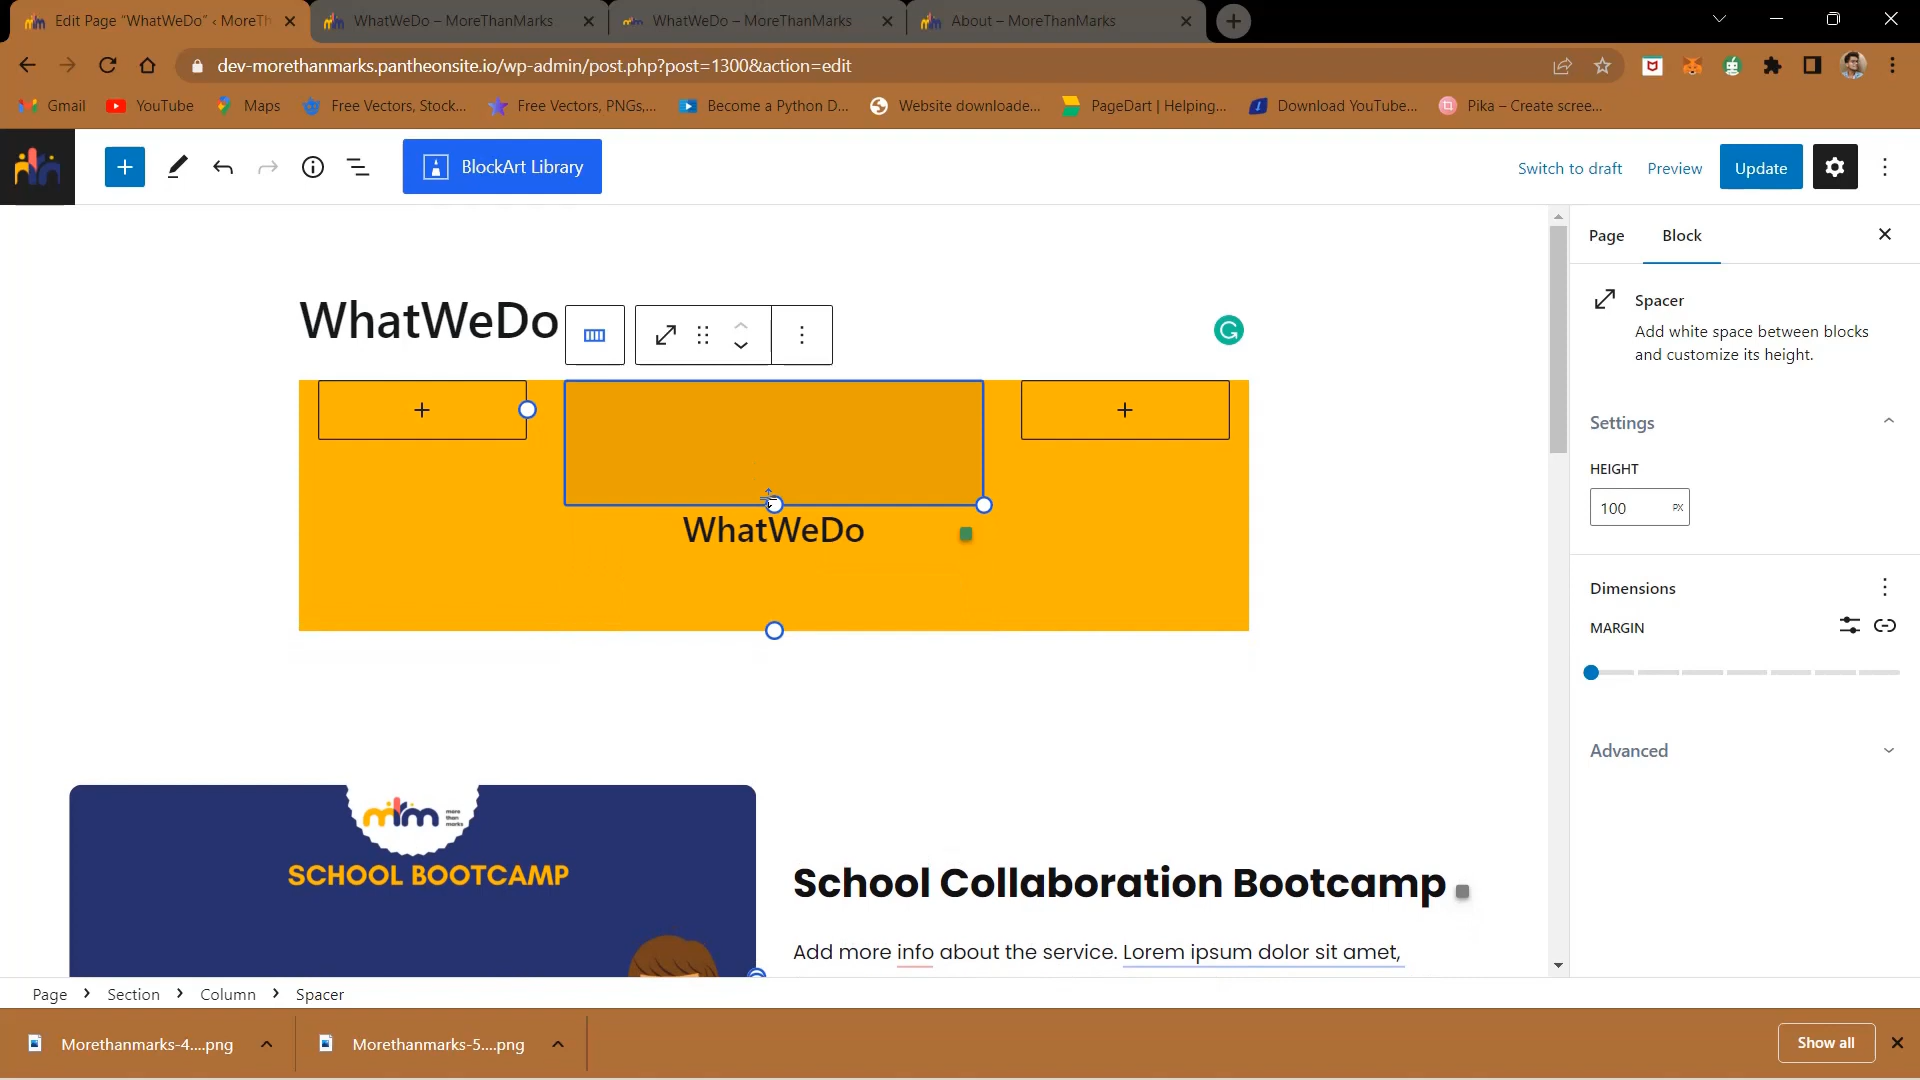 Edit Page “WhatWeDo” ‹ MoreTh
WhatWeDo – MoreThanMarks
WhatWeDo – MoreThanMarks
About – MoreThanMarks
dev-morethanmarks.pantheonsite.io/wp-admin/post.php?post=1300&action=edit
Gmail
YouTube
Maps
Free Vectors, Stock...
Free Vectors, PNGs,...
Become a Python D...
Website downloade...
PageDart | Helping...
Download YouTube...
Pika – Create scree...
BlockArt Library
Switch to draft
Preview
Update
Page
Block
Spacer
Add white space between blocks
and customize its height.
Settings
HEIGHT
100 PX
Dimensions
MARGIN
Advanced
WhatWeDo
WhatWeDo
mtm more
than
marks
SCHOOL BOOTCAMP
School Collaboration Bootcamp
Add more info about the service. Lorem ipsum dolor sit amet,
Page > Section > Column > Spacer
Morethanmarks-4....png
Morethanmarks-5....png
Show all